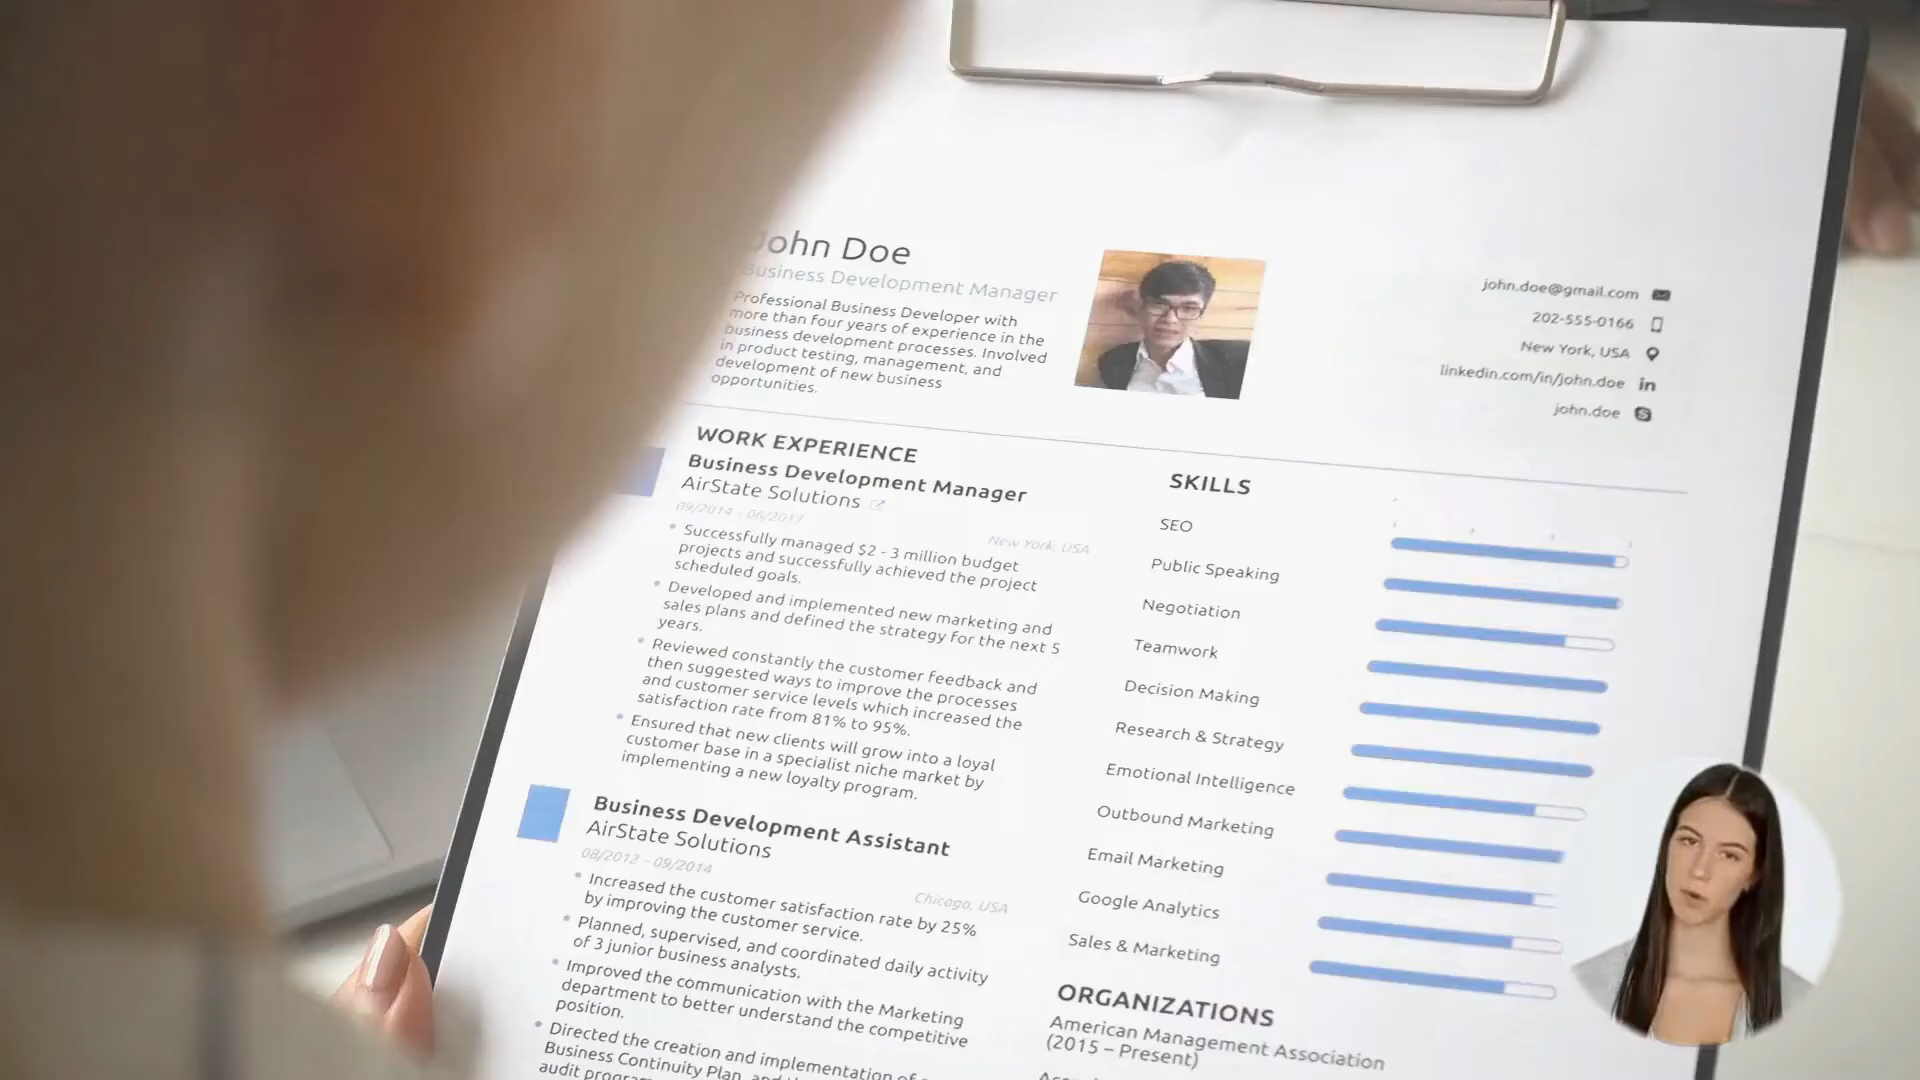 John Doe
Business Development Manager
Professional Business Developer with
more than four years of experience in the
business development processes. Involved
in product testing, management, and
development of new business
opportunities.
john.doe@gmail.com
202-555-0166
New York, USA
linkedin.com/in/john.doe
in
john.doe
WORK EXPERIENCE
Business Development Manager
AirState Solutions
09/2014 - 06/2017
New York, USA
Successfully managed $2 - 3 million budget
projects and successfully achieved the project
scheduled goals.
Developed and implemented new marketing and
sales plans and defined the strategy for the next 5
years.
Reviewed constantly the customer feedback and
then suggested ways to improve the processes
and customer service levels which increased the
satisfaction rate from 81% to 95%.
Ensured that new clients will grow into a loyal
customer base in a specialist niche market by
implementing a new loyalty program.
Business Development Assistant
AirState Solutions
08/2012 - 09/2014
Chicago, USA
Increased the customer satisfaction rate by 25%
by improving the customer service.
Planned, supervised, and coordinated daily activity
of 3 junior business analysts.
Improved the communication with the Marketing
department to better understand the competitive
position.
Directed the creation and implementation of a
Business Continuity Plan, and
audit
SKILLS
SEO
Public Speaking
Negotiation
Teamwork
Decision Making
Research & Strategy
Emotional Intelligence
Outbound Marketing
Email Marketing
Google Analytics
Sales & Marketing
ORGANIZATIONS
American Management Association
(2015 – Present)